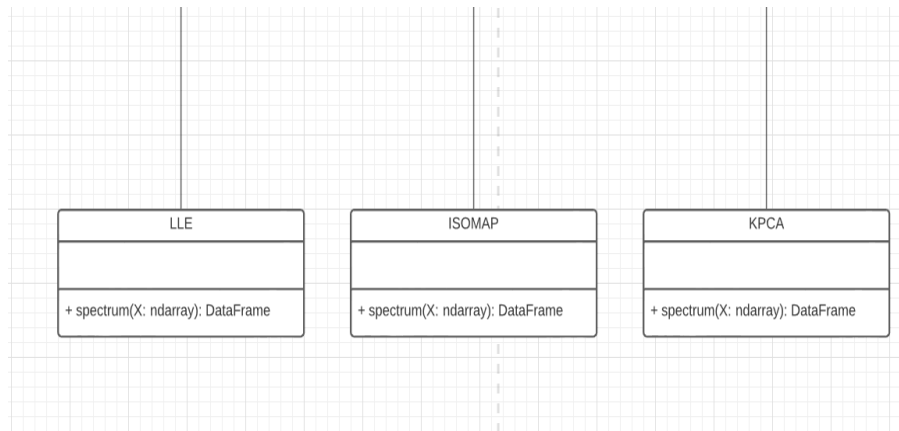 LLE
+ spectrum(X: ndarray): DataFrame
ISOMAP
+ spectrum(X: ndarray): DataFrame
KPCA
+ spectrum(X: ndarray): DataFrame